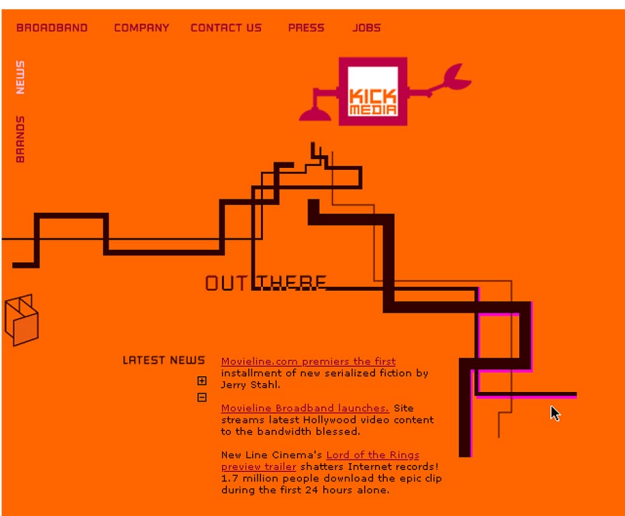 BROADBAND COMPANY CONTACT US PRESS JOBS
NEWS
BRANDS
KICK
MEDIA
OUT THERE
LATEST NEWS
Movieline.com premiers the first
installment of new serialized fiction by
Jerry Stahl.
Movieline Broadband launches. Site
streams latest Hollywood video content
to the bandwidth blessed.
New Line Cinema's Lord of the Rings
preview trailer shatters Internet records!
1.7 million people download the epic clip
during the first 24 hours alone.